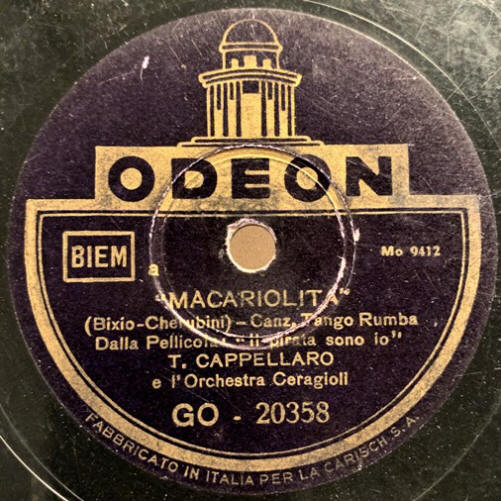 ODEON
BIEM
a
Mo 9412
"MACARIOLITA"
(Bixio-Cherubini) - Canz. Tango Rumba
Dalla Pellicola: "Il pirata sono io"
T. CAPPELLARO
e l'Orchestra Ceragioli
GO - 20358
FABBRICATO IN ITALIA PER LA CARISCH S.A.